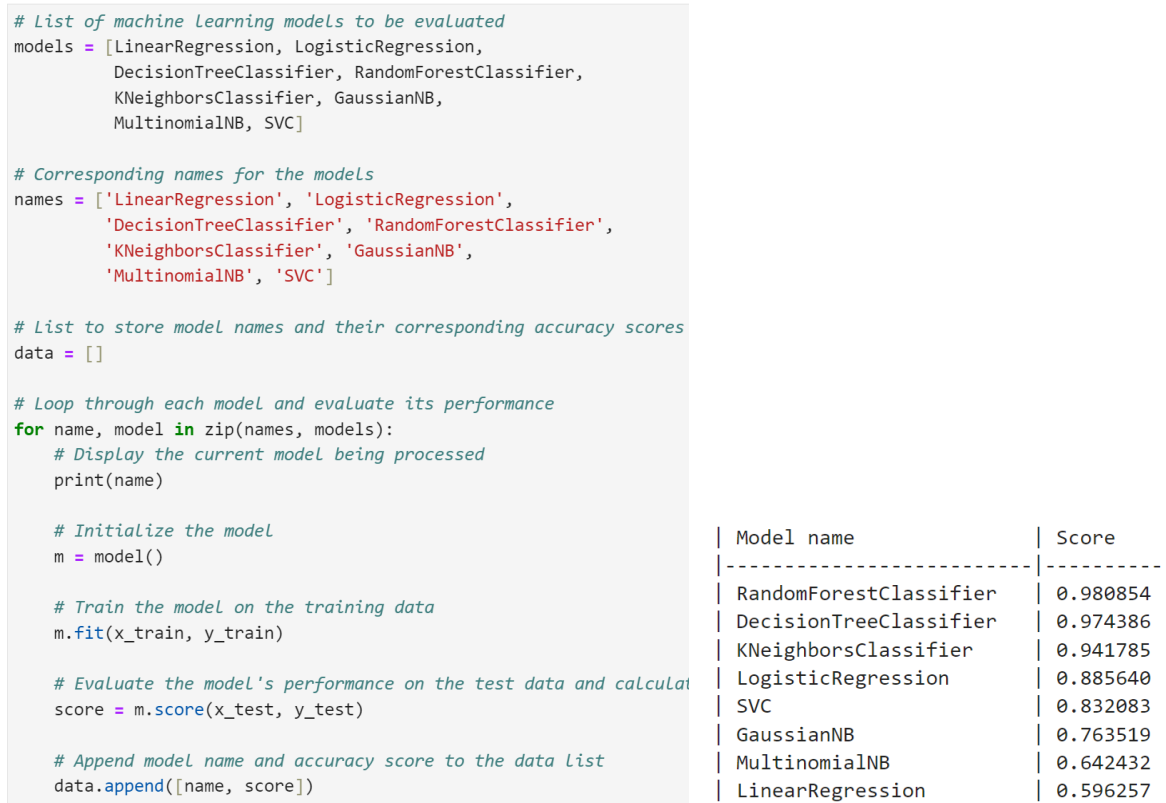 # List of machine learning models to be evaluated
models = [LinearRegression, LogisticRegression,
          DecisionTreeClassifier, RandomForestClassifier,
          KNeighborsClassifier, GaussianNB,
          MultinomialNB, SVC]

# Corresponding names for the models
names = ['LinearRegression', 'LogisticRegression',
         'DecisionTreeClassifier', 'RandomForestClassifier',
         'KNeighborsClassifier', 'GaussianNB',
         'MultinomialNB', 'SVC']

# List to store model names and their corresponding accuracy scores
data = []

# Loop through each model and evaluate its performance
for name, model in zip(names, models):
    # Display the current model being processed
    print(name)

    # Initialize the model
    m = model()

    # Train the model on the training data
    m.fit(x_train, y_train)

    # Evaluate the model's performance on the test data and calculat
    score = m.score(x_test, y_test)

    # Append model name and accuracy score to the data list
    data.append([name, score])

| Model name | Score
|--------------------------|----------
| RandomForestClassifier | 0.980854
| DecisionTreeClassifier | 0.974386
| KNeighborsClassifier | 0.941785
| LogisticRegression | 0.885640
| SVC | 0.832083
| GaussianNB | 0.763519
| MultinomialNB | 0.642432
| LinearRegression | 0.596257